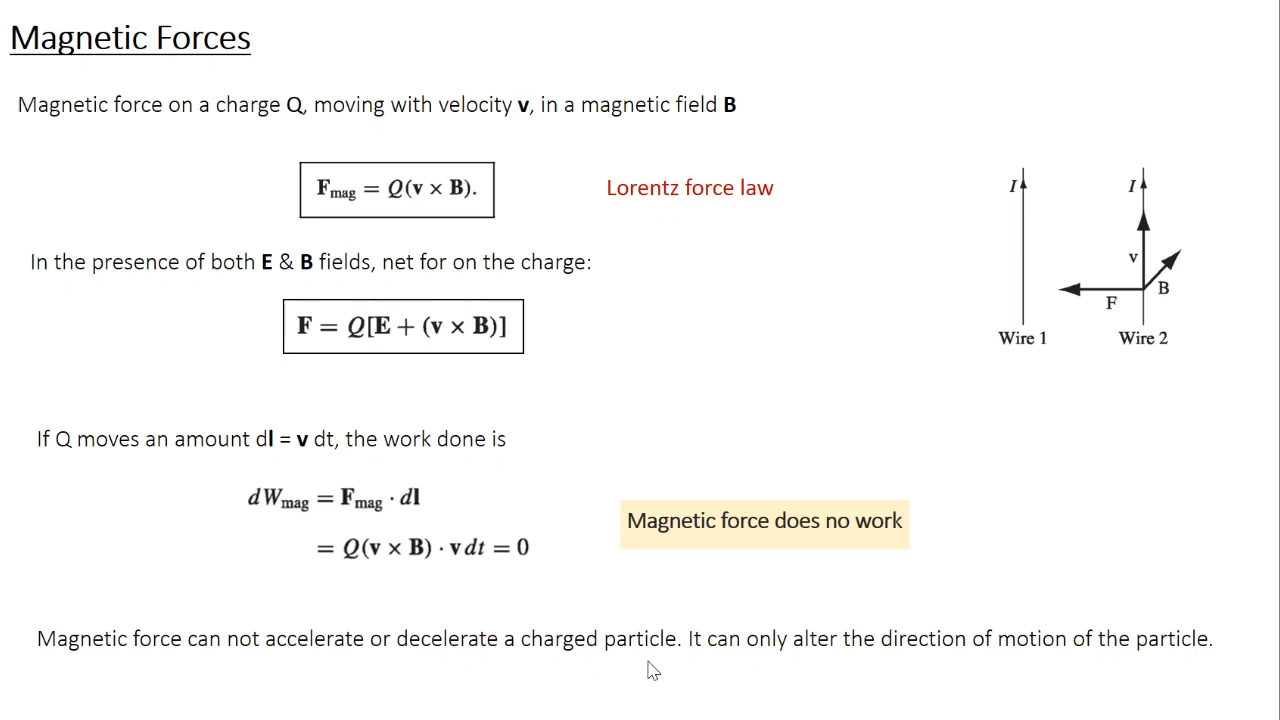 Magnetic Forces
Magnetic force on a charge Q, moving with velocity v, in a magnetic field B
F_mag = Q(v × B).
Lorentz force law
In the presence of both E & B fields, net for on the charge:
F = Q[E + (v × B)]
I
I
v
B
F
Wire 1
Wire 2
If Q moves an amount dl = v dt, the work done is
dW_mag = F_mag · dl
= Q(v × B) · v dt = 0
Magnetic force does no work
Magnetic force can not accelerate or decelerate a charged particle. It can only alter the direction of motion of the particle.